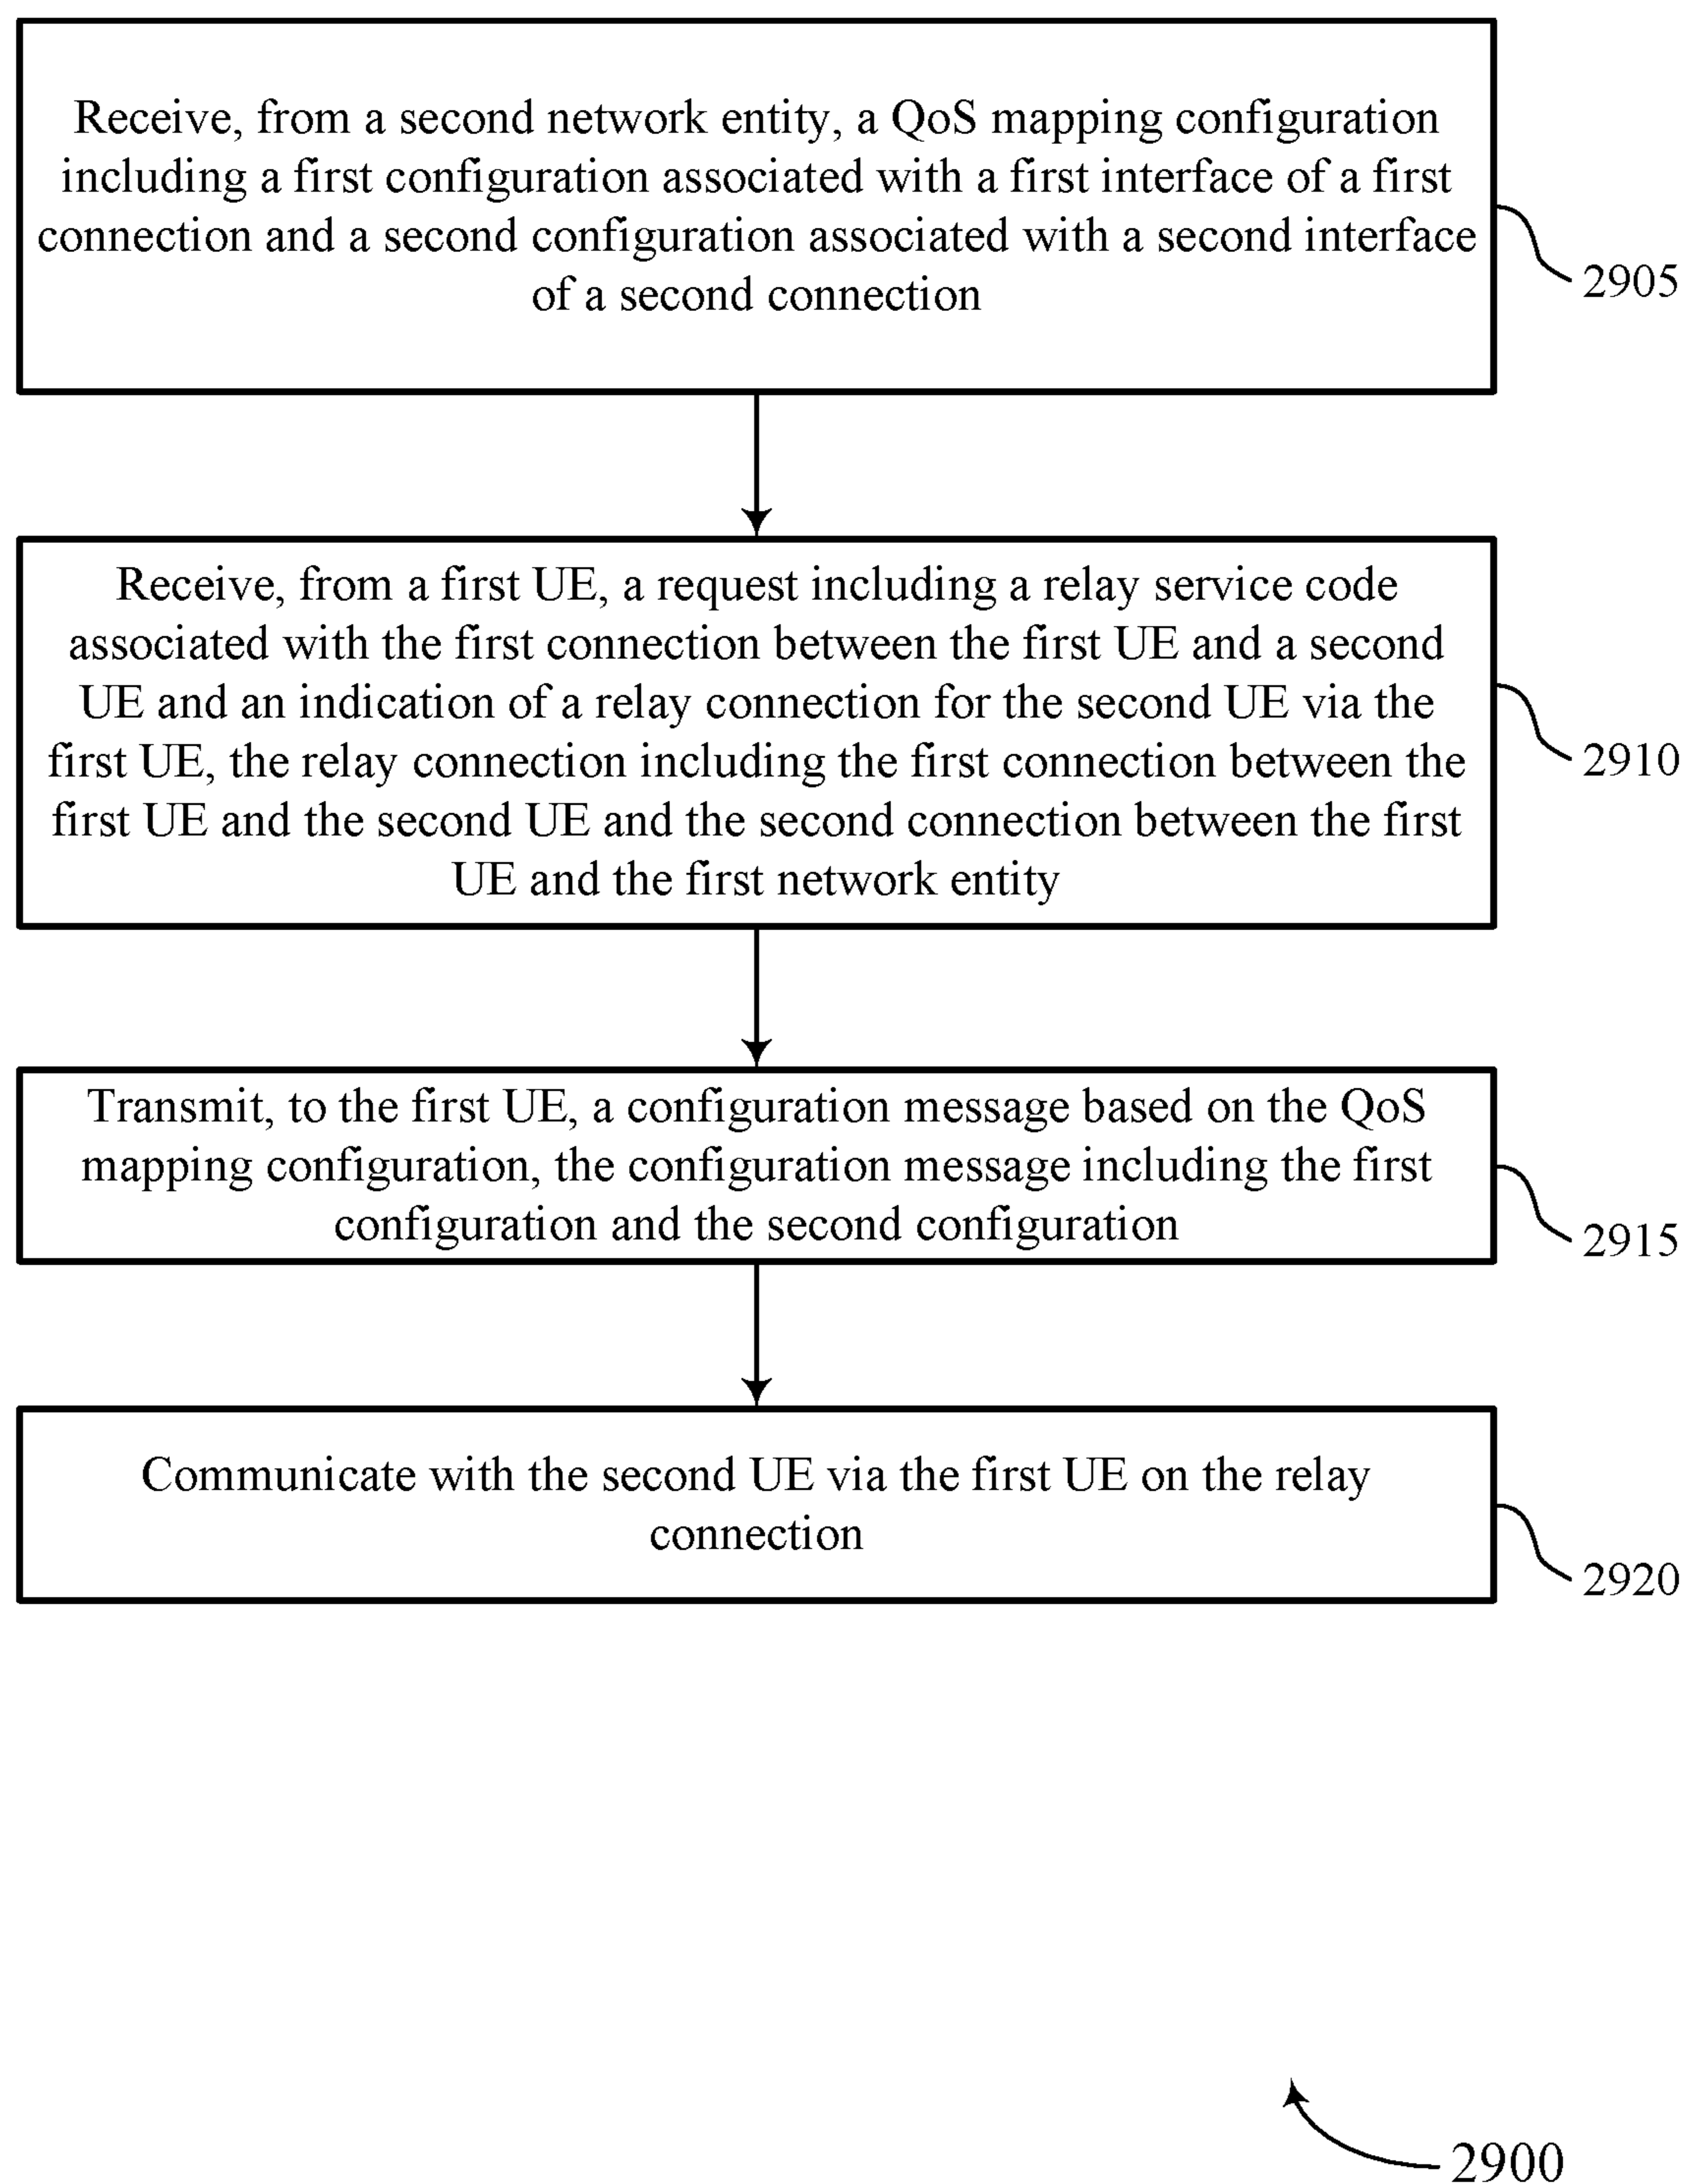 Receive, from a second network entity, a QoS mapping configuration
including a first configuration associated with a first interface of a first
connection and a second configuration associated with a second interface
of a second connection
2905
Receive, from a first UE, a request including a relay service code
associated with the first connection between the first UE and a second
UE and an indication of a relay connection for the second UE via the
first UE, the relay connection including the first connection between the
first UE and the second UE and the second connection between the first
UE and the first network entity
2910
Transmit, to the first UE, a configuration message based on the QoS
mapping configuration, the configuration message including the first
configuration and the second configuration
2915
Communicate with the second UE via the first UE on the relay
connection
2920
2900